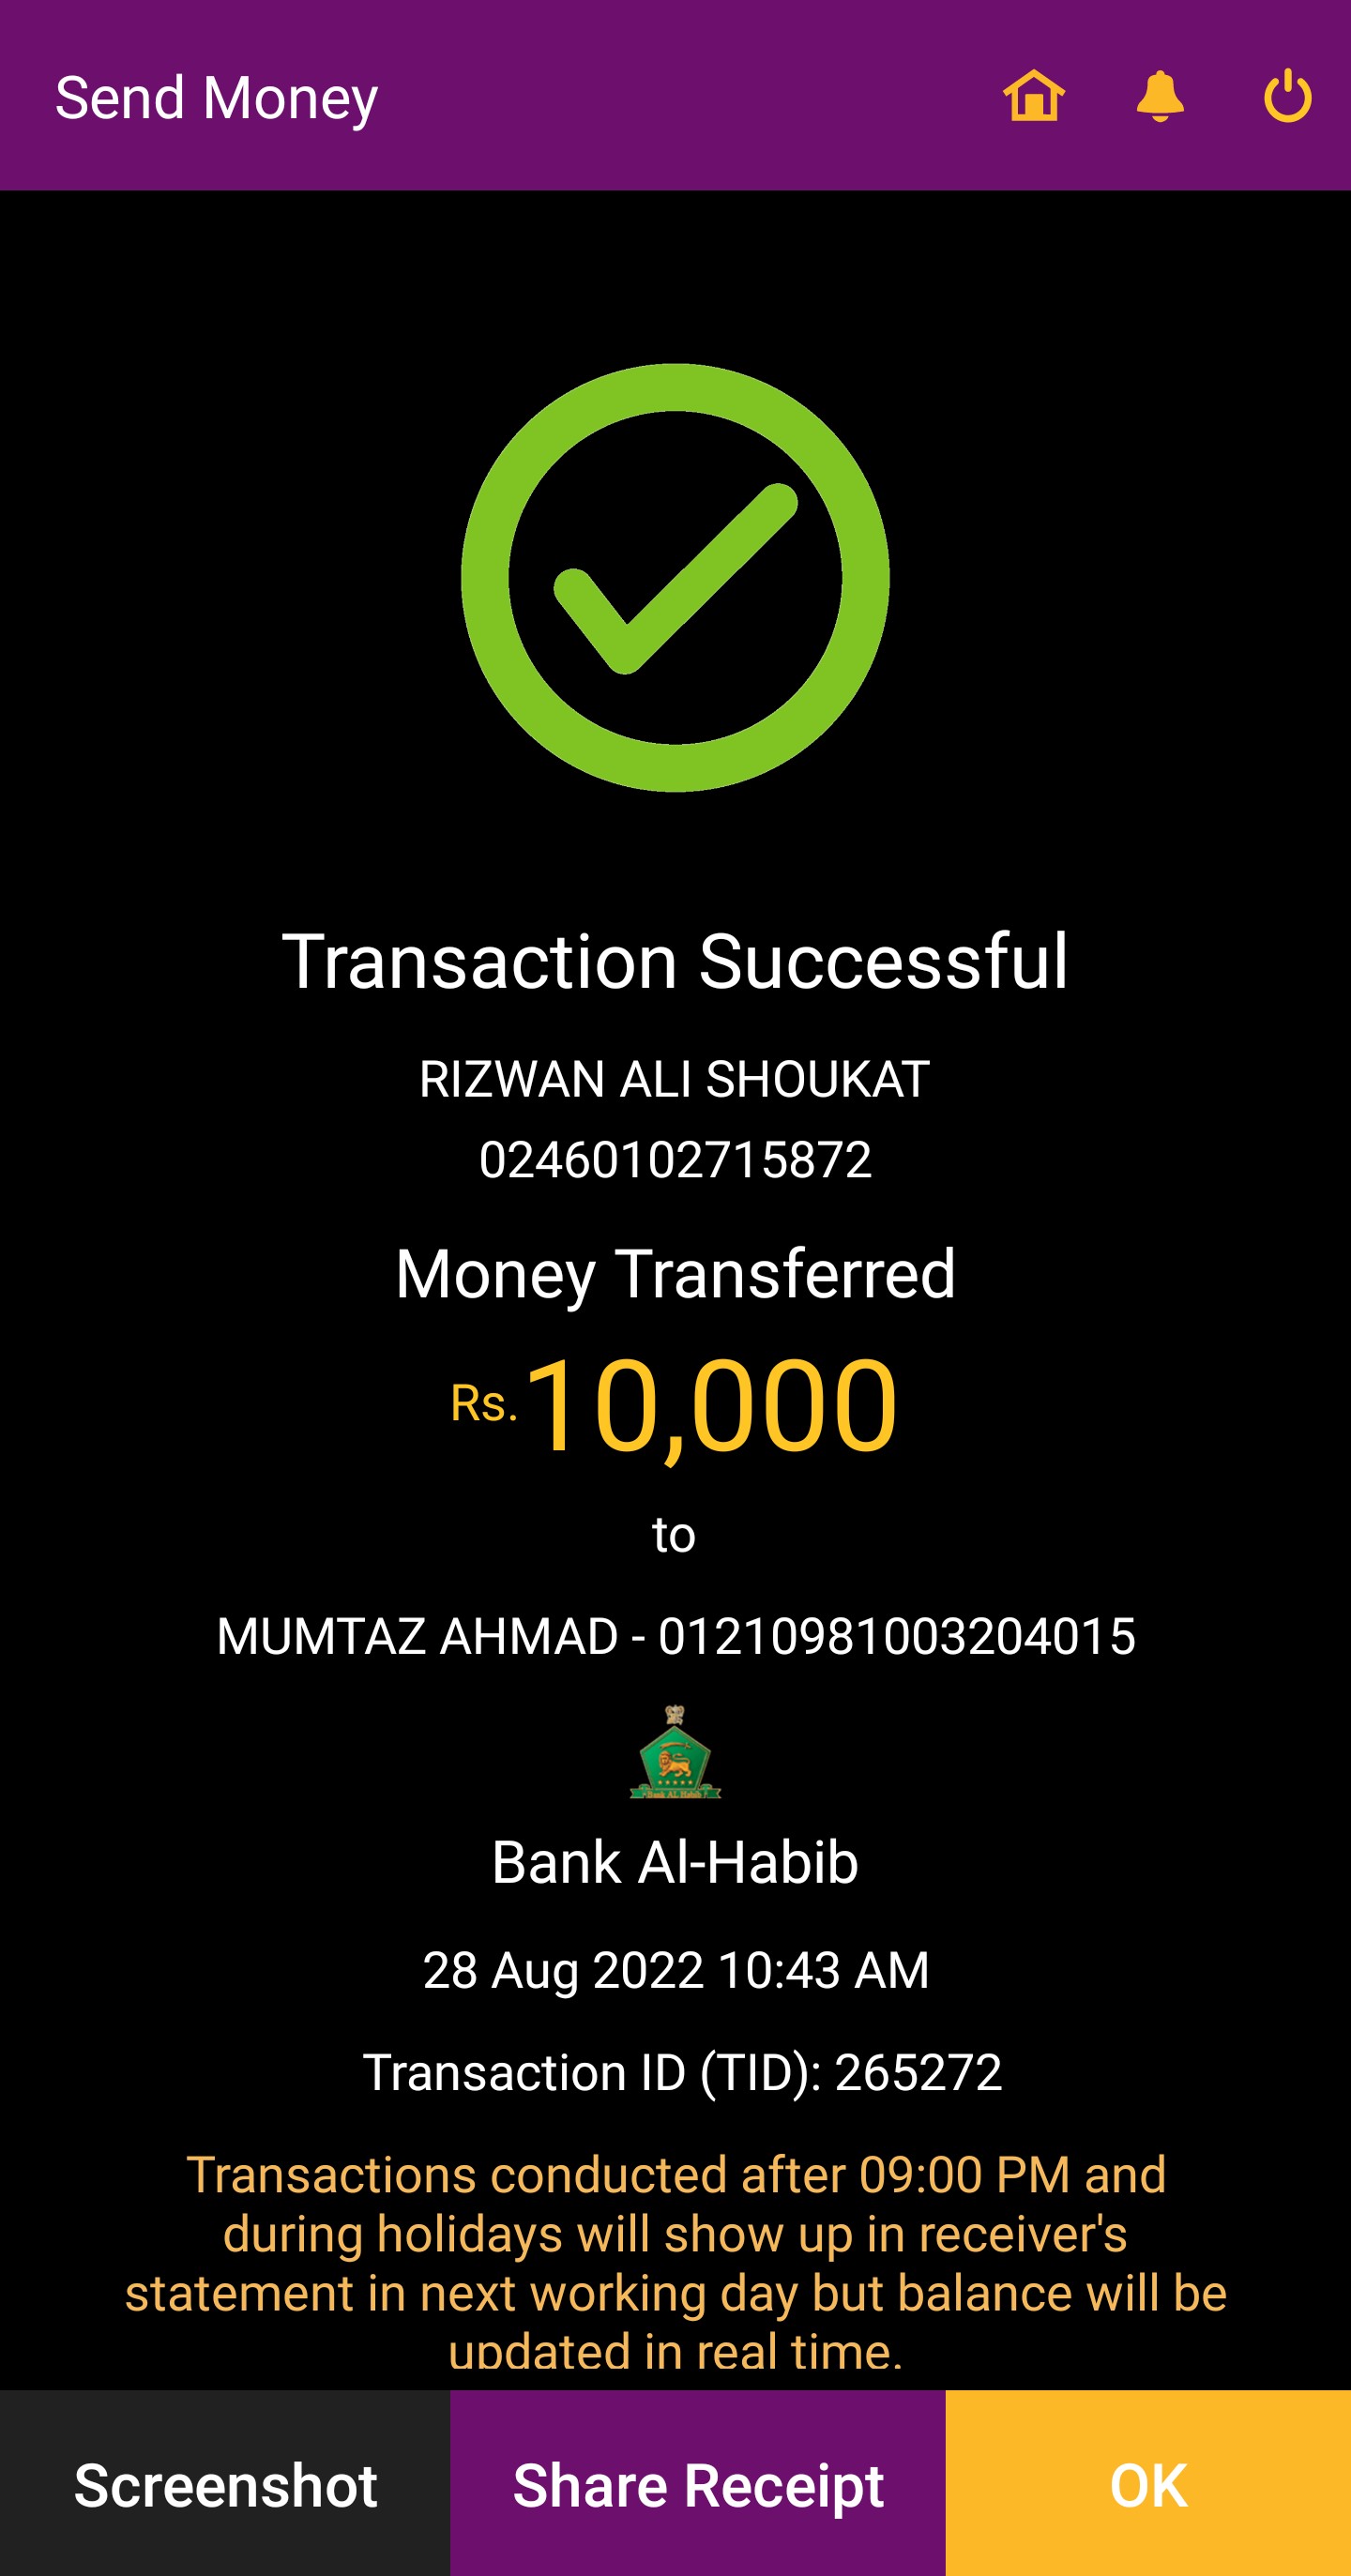 Send Money
Transaction Successful
RIZWAN ALI SHOUKAT
02460102715872
Money Transferred
Rs.10,000
to
MUMTAZ AHMAD - 01210981003204015
Bank AL Habib
Bank Al-Habib
28 Aug 2022 10:43 AM
Transaction ID (TID): 265272
Transactions conducted after 09:00 PM and
during holidays will show up in receiver's
statement in next working day but balance will be
updated in real time.
Screenshot
Share Receipt
OK